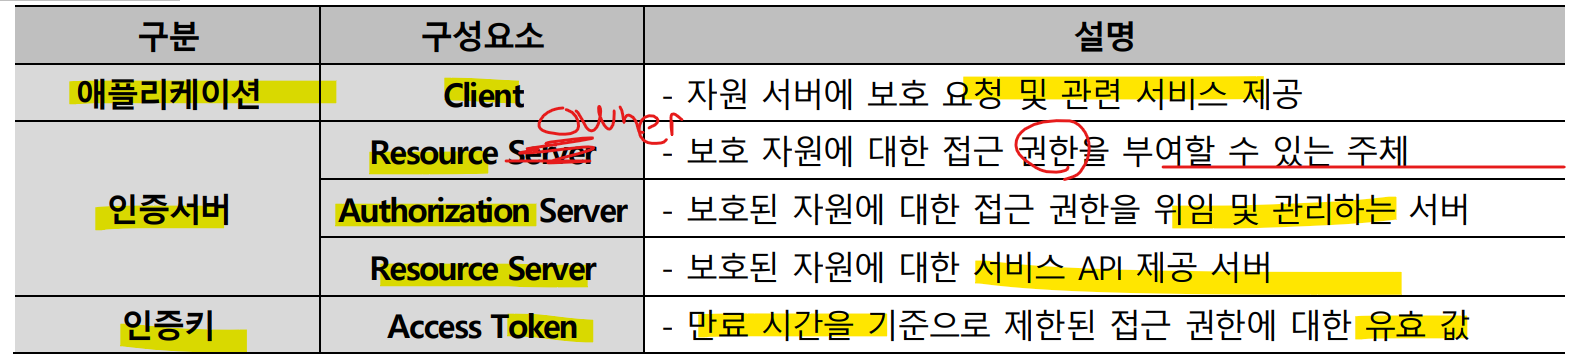 구분 구성요소 설명
애플리케이션 Client - 자원 서버에 보호 요청 및 관련 서비스 제공
Owner
Resource Server - 보호 자원에 대한 접근 권한을 부여할 수 있는 주체
인증서버 Authorization Server - 보호된 자원에 대한 접근 권한을 위임 및 관리하는 서버
Resource Server - 보호된 자원에 대한 서비스 API 제공 서버
인증키 Access Token - 만료 시간을 기준으로 제한된 접근 권한에 대한 유효 값